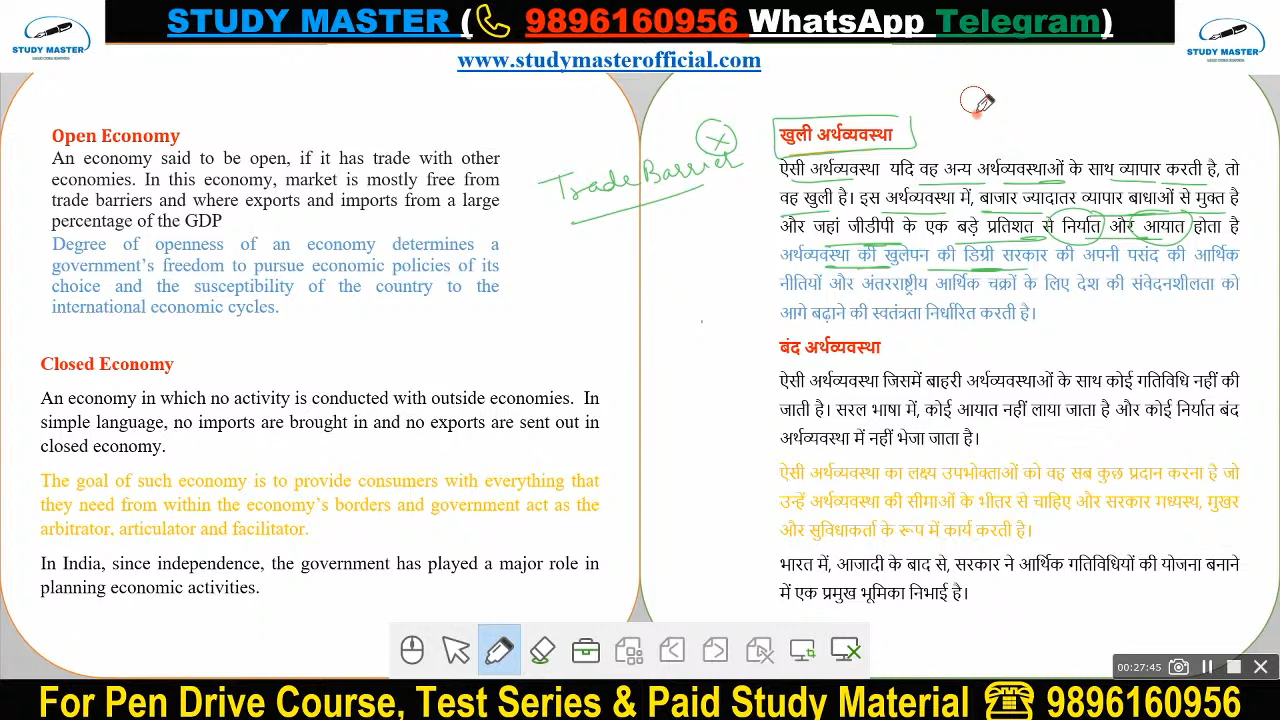 STUDY MASTER (📞 9896160956 WhatsApp Telegram)
STUDY MASTER
STUDY MASTER
www.studymasterofficial.com
Open Economy
An economy said to be open, if it has trade with other
economies. In this economy, market is mostly free from
trade barriers and where exports and imports from a large
percentage of the GDP
Degree of openness of an economy determines a
government's freedom to pursue economic policies of its
choice and the susceptibility of the country to the
international economic cycles.
Closed Economy
An economy in which no activity is conducted with outside economies. In
simple language, no imports are brought in and no exports are sent out in
closed economy.
The goal of such economy is to provide consumers with everything that
they need from within the economy's borders and government act as the
arbitrator, articulator and facilitator.
In India, since independence, the government has played a major role in
planning economic activities.
Trade Barrier
खुली अर्थव्यवस्था
ऐसी अर्थव्यवस्था यदि वह अन्य अर्थव्यवस्थाओं के साथ व्यापार करती है, तो
वह खुली है। इस अर्थव्यवस्था में, बाजार ज्यादातर व्यापार बाधाओं से मुक्त है
और जहां जीडीपी के एक बड़े प्रतिशत से निर्यात और आयात होता है
अर्थव्यवस्था की खुलेपन की डिग्री सरकार की अपनी पसंद की आर्थिक
नीतियों और अंतरराष्ट्रीय आर्थिक चक्रों के लिए देश की संवेदनशीलता को
आगे बढ़ाने की स्वतंत्रता निर्धारित करती है।
बंद अर्थव्यवस्था
ऐसी अर्थव्यवस्था जिसमें बाहरी अर्थव्यवस्थाओं के साथ कोई गतिविधि नहीं की
जाती है। सरल भाषा में, कोई आयात नहीं लाया जाता है और कोई निर्यात बंद
अर्थव्यवस्था में नहीं भेजा जाता है।
ऐसी अर्थव्यवस्था का लक्ष्य उपभोक्ताओं को वह सब कुछ प्रदान करना है जो
उन्हें अर्थव्यवस्था की सीमाओं के भीतर से चाहिए और सरकार मध्यस्थ, मुखर
और सुविधाकर्ता के रूप में कार्य करती है।
भारत में, आजादी के बाद से, सरकार ने आर्थिक गतिविधियों की योजना बनाने
में एक प्रमुख भूमिका निभाई है।
00:27:45
For Pen Drive Course, Test Series & Paid Study Material ☎ 9896160956